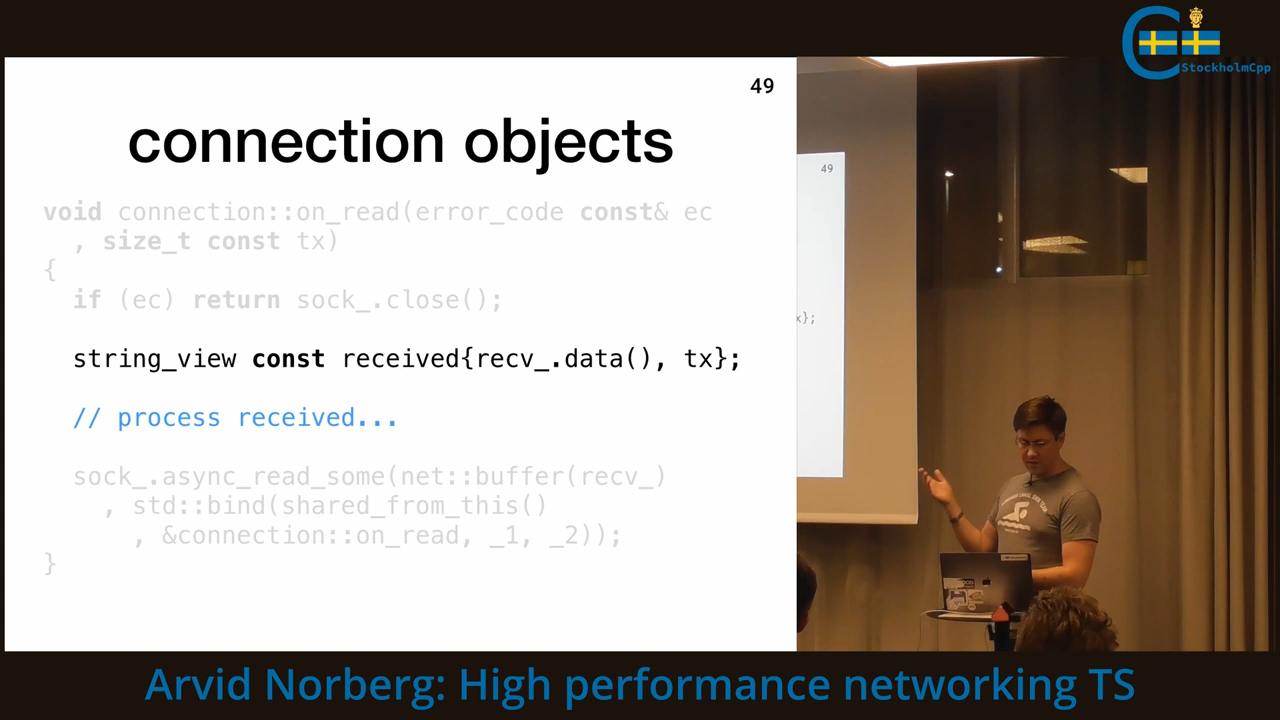 StockholmCpp
49
connection objects
void connection::on_read(error_code const& ec
, size_t const tx)
{
if (ec) return sock_.close();
string_view const received{recv_.data(), tx};
// process received...
sock_.async_read_some(net::buffer(recv_)
, std::bind(shared_from_this()
, &connection::on_read, _1, _2));
}
49
x};
Arvid Norberg: High performance networking TS